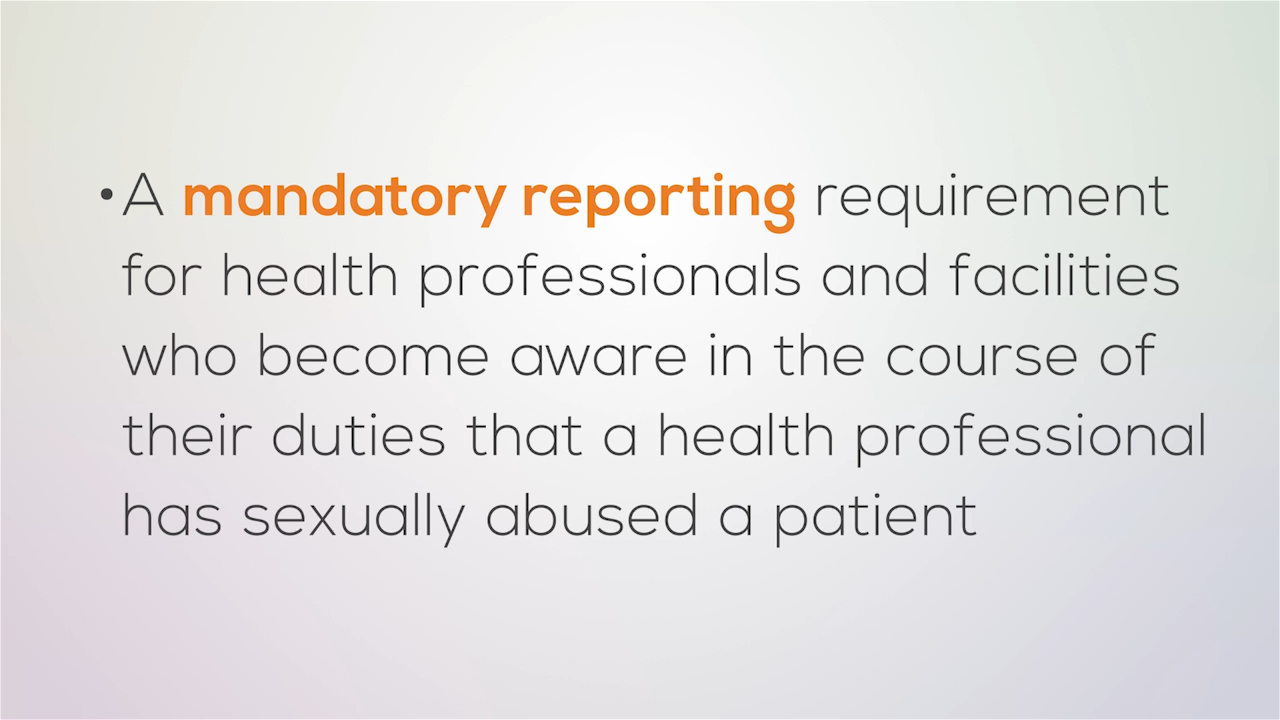 • A mandatory reporting requirement
for health professionals and facilities
who become aware in the course of
their duties that a health professional
has sexually abused a patient